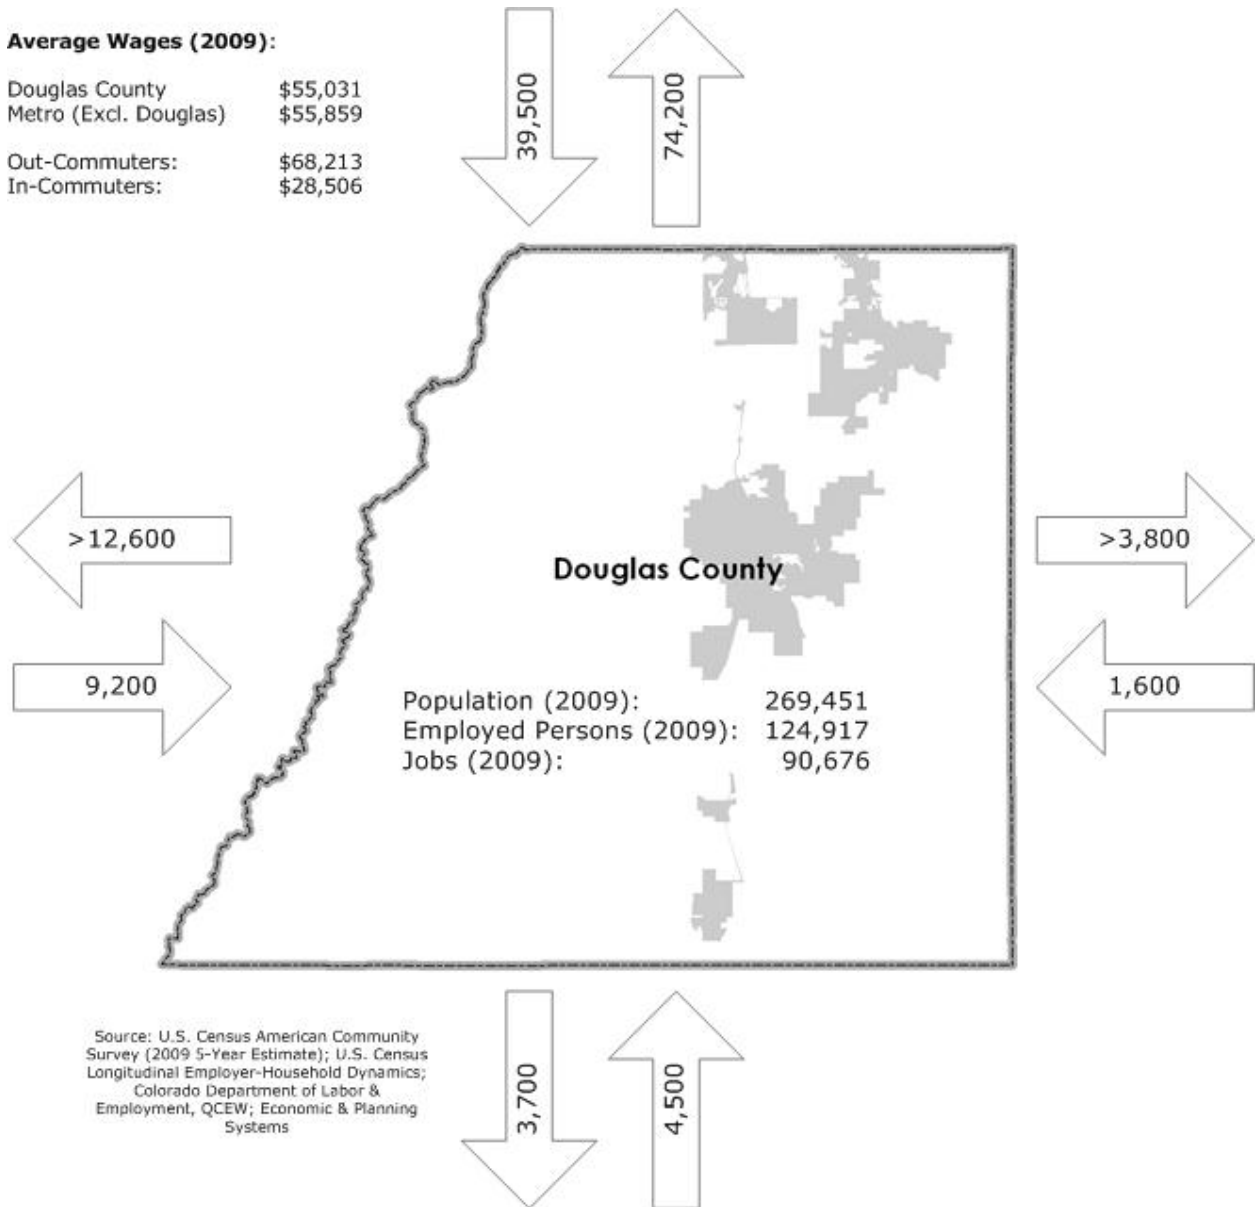 Average Wages (2009):
Douglas County $55,031
Metro (Excl. Douglas) $55,859
Out-Commuters: $68,213
In-Commuters: $28,506
39,500
74,200
>12,600
9,200
Douglas County
>3,800
1,600
Population (2009): 269,451
Employed Persons (2009): 124,917
Jobs (2009): 90,676
Source: U.S. Census American Community
Survey (2009 5-Year Estimate); U.S. Census
Longitudinal Employer-Household Dynamics;
Colorado Department of Labor &
Employment, QCEW; Economic & Planning
Systems
3,700
4,500